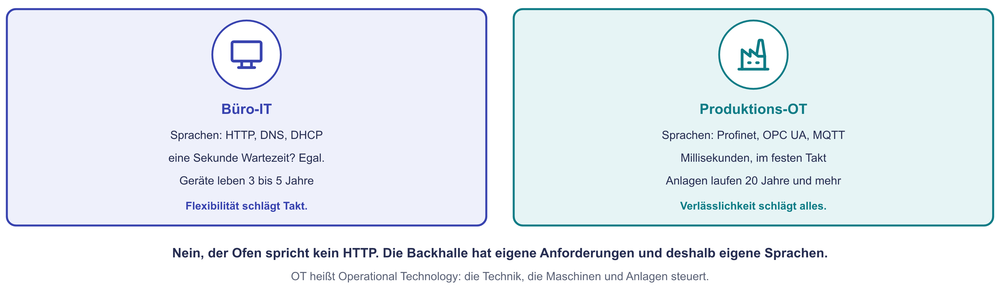 Büro-IT
Sprachen: HTTP, DNS, DHCP
eine Sekunde Wartezeit? Egal.
Geräte leben 3 bis 5 Jahre
Flexibilität schlägt Takt.
Produktions-OT
Sprachen: Profinet, OPC UA, MQTT
Millisekunden, im festen Takt
Anlagen laufen 20 Jahre und mehr
Verlässlichkeit schlägt alles.
Nein, der Ofen spricht kein HTTP. Die Backhalle hat eigene Anforderungen und deshalb eigene Sprachen.
OT heißt Operational Technology: die Technik, die Maschinen und Anlagen steuert.